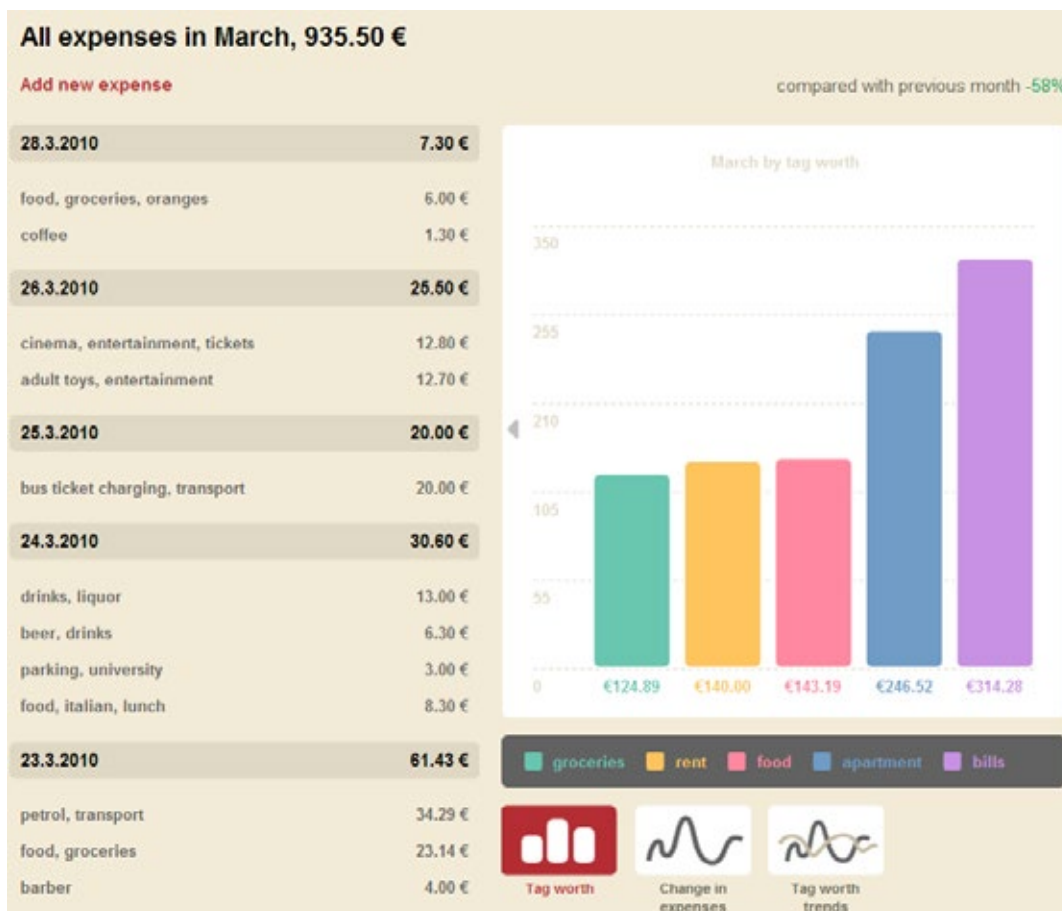 All expenses in March, 935.50 €
Add new expense
compared with previous month -58%
28.3.2010 7.30 €
food, groceries, oranges 6.00 €
coffee 1.30 €
26.3.2010 25.50 €
cinema, entertainment, tickets 12.80 €
adult toys, entertainment 12.70 €
25.3.2010 20.00 €
bus ticket charging, transport 20.00 €
24.3.2010 30.60 €
drinks, liquor 13.00 €
beer, drinks 6.30 €
parking, university 3.00 €
food, italian, lunch 8.30 €
23.3.2010 61.43 €
petrol, transport 34.29 €
food, groceries 23.14 €
barber 4.00 €
March by tag worth
350
255
210
105
55
0 €124.89 €140.00 €143.19 €246.52 €314.28
groceries rent food apartment bills
Tag worth
Change in expenses
Tag worth trends